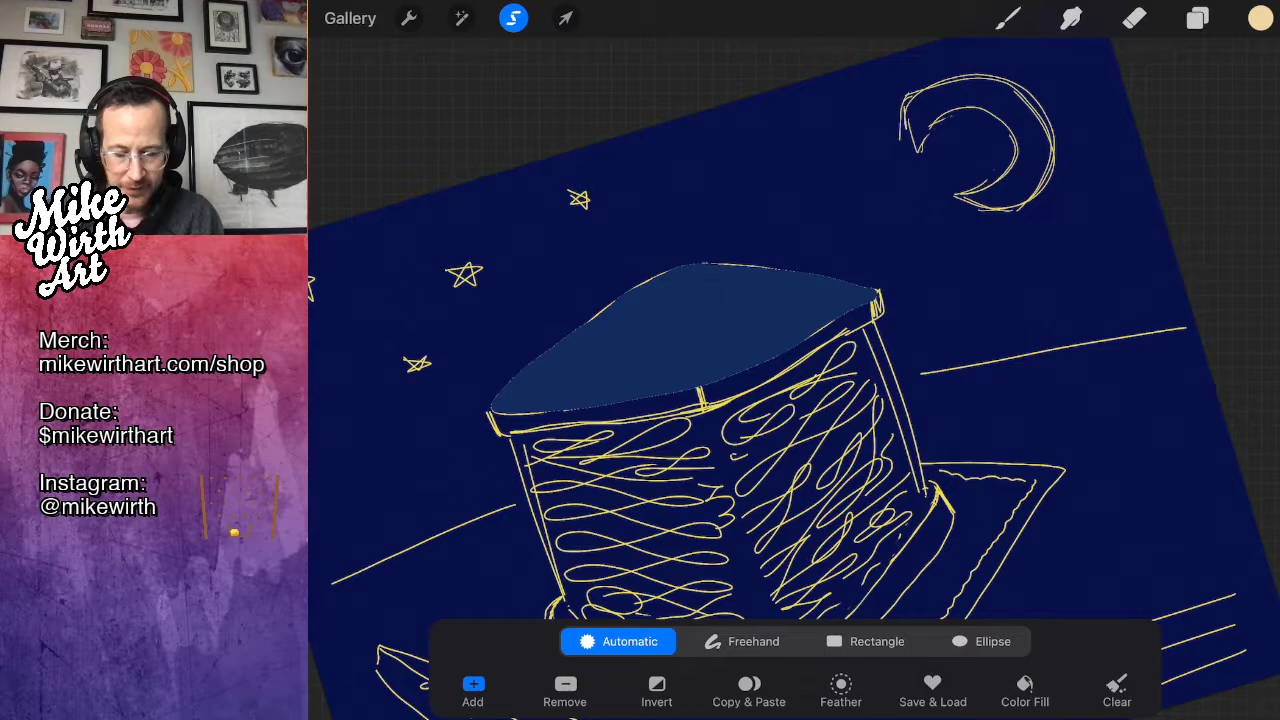 Gallery
Mike
Wirth
Art
Merch:
mikewirthart.com/shop
Donate:
$mikewirthart
Instagram:
@mikewirth
Automatic
Freehand
Rectangle
Ellipse
Add
Remove
Invert
Copy & Paste
Feather
Save & Load
Color Fill
Clear